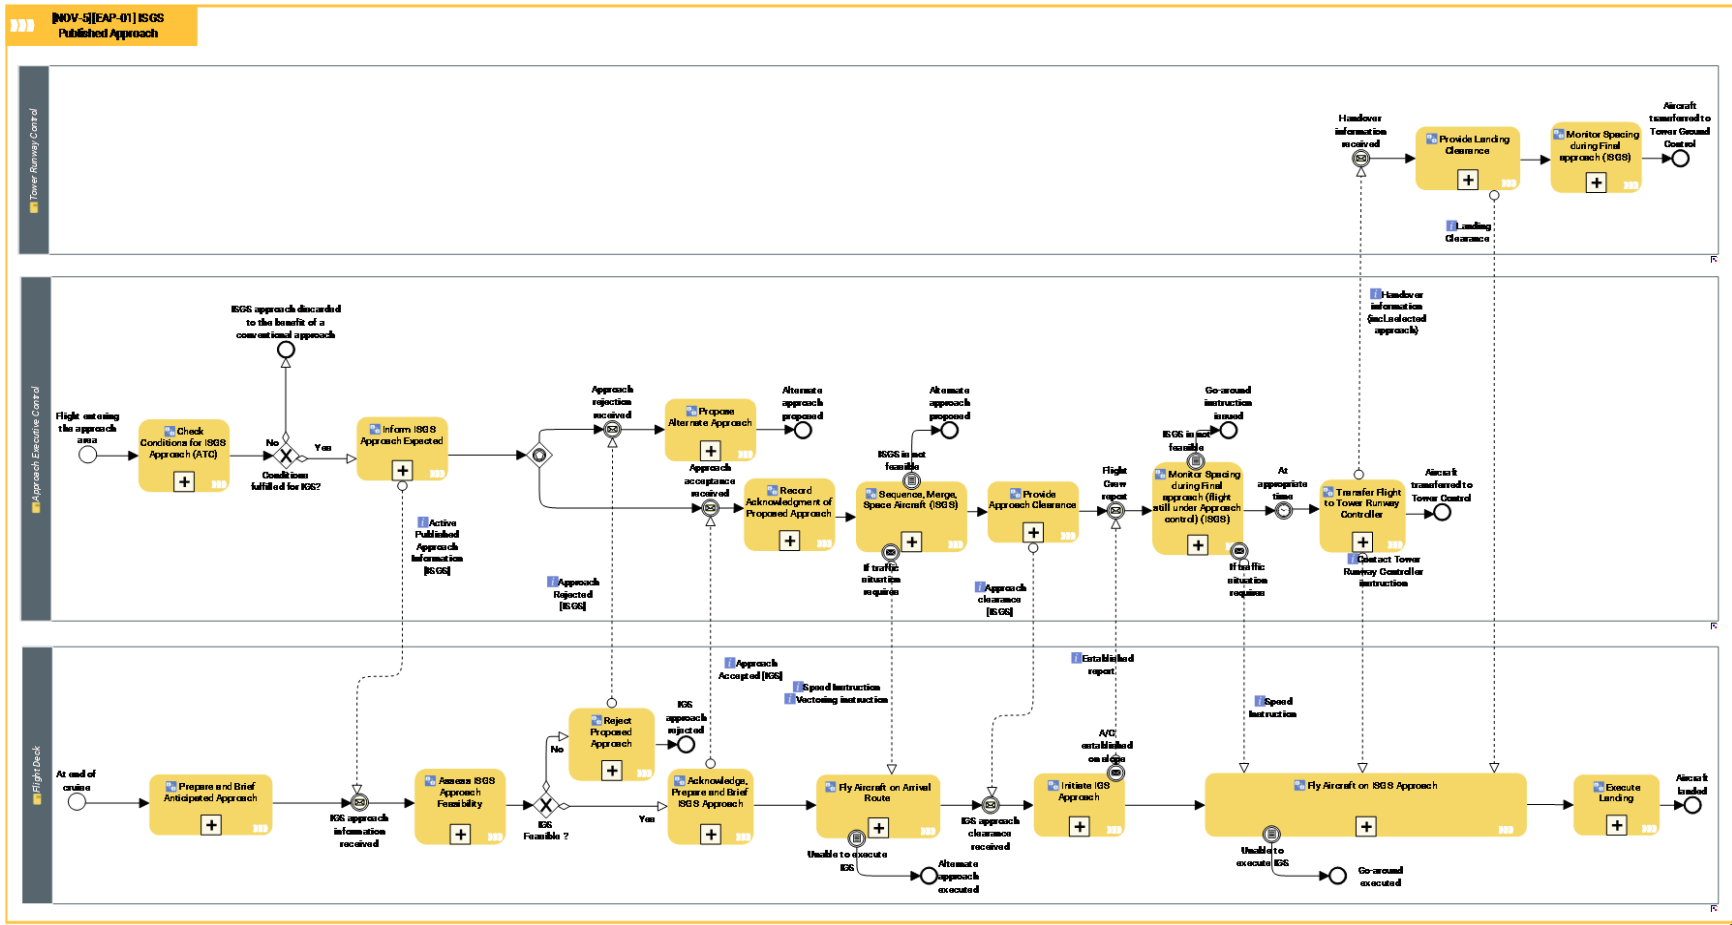 [NOV-5][EAP-01] ISGS
Published Approach
Tower Runway Control
Handover
information
received
Provide Landing
Clearance
Monitor Spacing
during Final
approach (ISGS)
Aircraft
transferred to
Tower Ground
Control
Landing
Clearance
Approach Executive Control
Flight entering
the approach
area
Check
Conditions for ISGS
Approach (ATC)
ISGS approach discarded
to the benefit of a
conventional approach
No
Yes
Conditions
fulfilled for IGS?
Inform ISGS
Approach Expected
Active
Published
Approach
Information
[ISGS]
Approach
rejection
received
Propose
Alternate Approach
Alternate
approach
proposed
Approach
acceptance
received
Record
Acknowledgment of
Proposed Approach
Approach
Rejected
[ISGS]
Alternate
approach
proposed
ISGS is not
feasible
Sequence, Merge,
Space Aircraft (ISGS)
If traffic
situation
requires
Provide
Approach Clearance
Approach
clearance
[ISGS]
Flight
Crew
report
Go-around
instruction
issued
ISGS is not
feasible
Monitor Spacing
during Final
approach (flight
still under Approach
control) (ISGS)
If traffic
situation
requires
At
appropriate
time
Handover
information
(incl.selected
approach)
Transfer Flight
to Tower Runway
Controller
Aircraft
transferred to
Tower Control
Contact Tower
Runway Controller
instruction
Flight Deck
At end of
cruise
Prepare and Brief
Anticipated Approach
IGS approach
information
received
Assess ISGS
Approach
Feasibility
IGS
Feasible ?
No
Yes
Reject
Proposed
Approach
IGS
approach
rejected
Approach
Accepted [IGS]
Acknowledge,
Prepare and Brief
ISGS Approach
Speed Instruction
Vectoring instruction
Fly Aircraft on Arrival
Route
Unable to execute
IGS
Alternate
approach
executed
IGS approach
clearance
received
Established
report
A/C
established
on slope
Initiate IGS
Approach
Speed
Instruction
Fly Aircraft on ISGS Approach
Unable to
execute IGS
Go-around
executed
Execute
Landing
Aircraft
landed